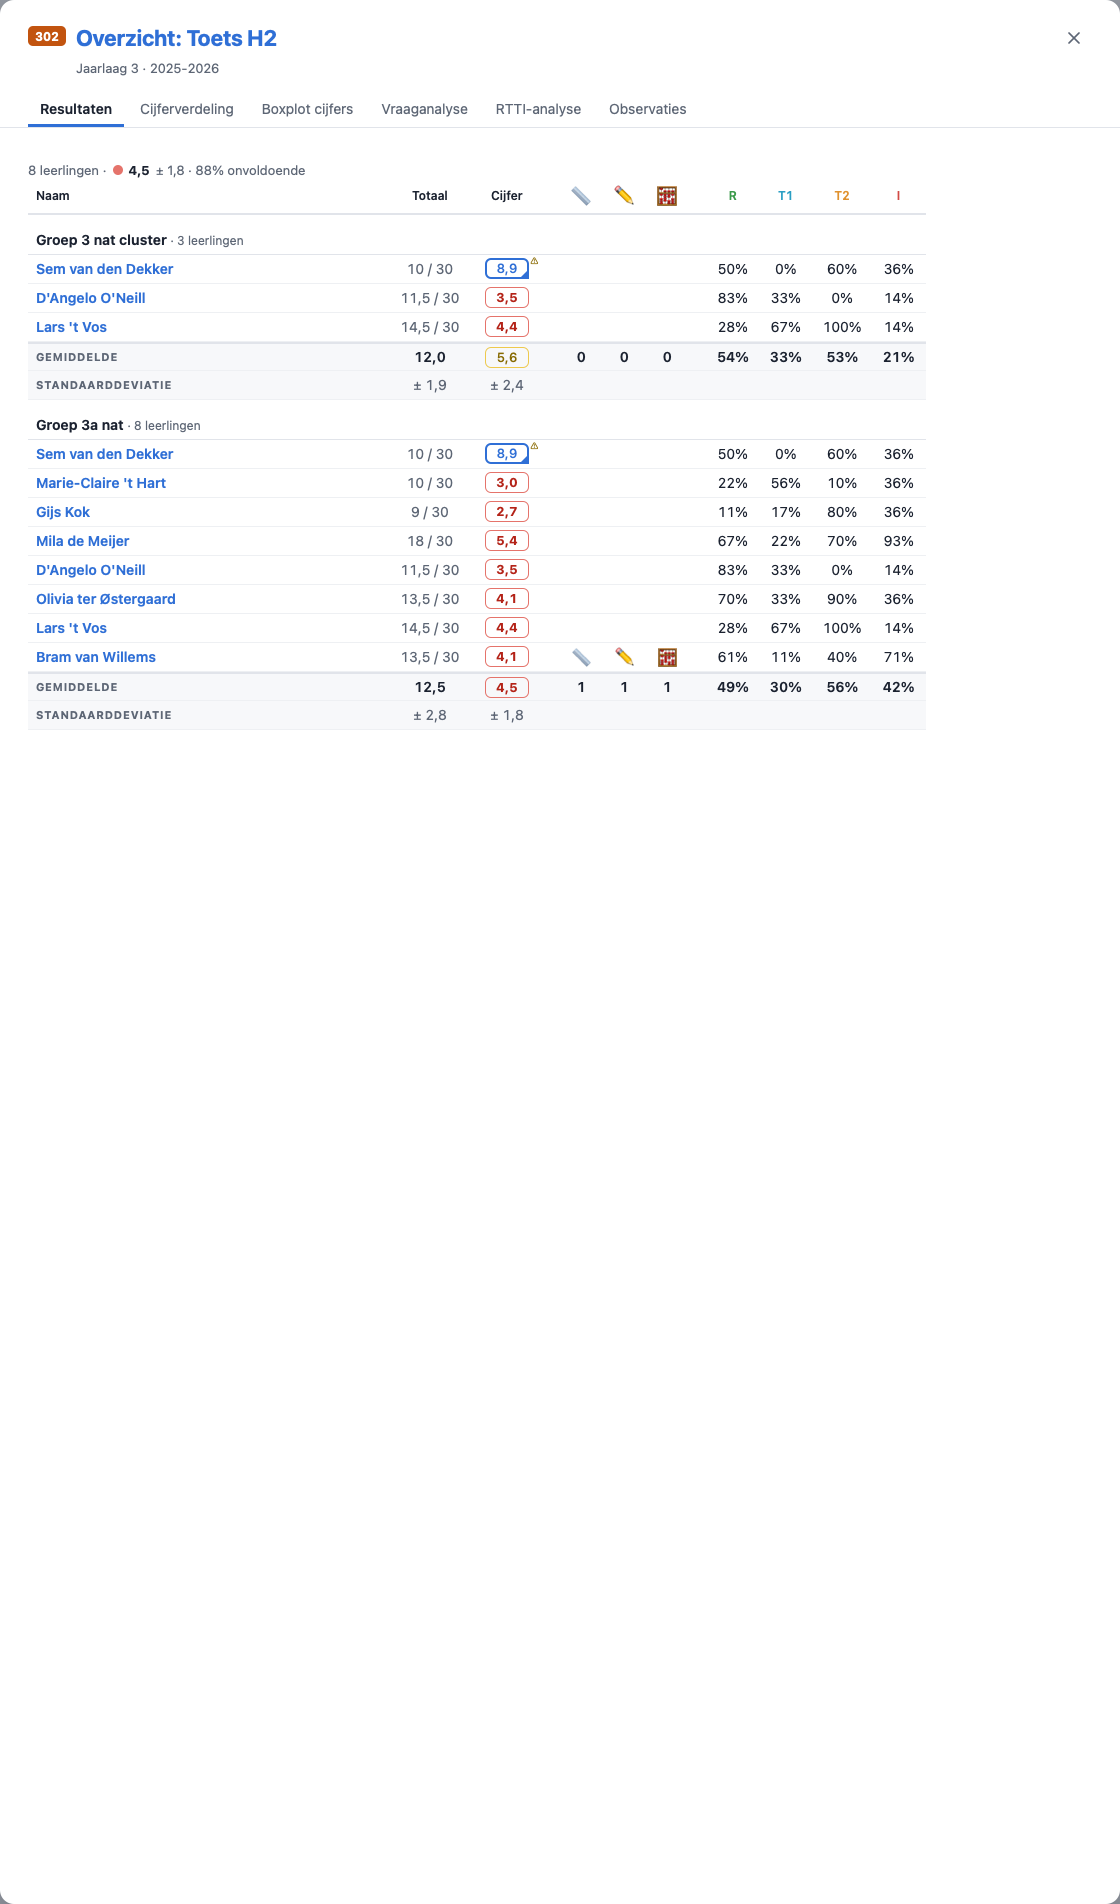 302 Overzicht: Toets H2
Jaarlaag 3 · 2025-2026
Resultaten Cijferverdeling Boxplot cijfers Vraaganalyse RTTI-analyse Observaties
8 leerlingen · 4,5 ± 1,8 · 88% onvoldoende
Naam Totaal Cijfer R T1 T2 I
Groep 3 nat cluster · 3 leerlingen
Sem van den Dekker 10 / 30 8,9 50% 0% 60% 36%
D'Angelo O'Neill 11,5 / 30 3,5 83% 33% 0% 14%
Lars 't Vos 14,5 / 30 4,4 28% 67% 100% 14%
GEMIDDELDE 12,0 5,6 0 0 0 54% 33% 53% 21%
STANDAARDDEVIATIE ± 1,9 ± 2,4
Groep 3a nat · 8 leerlingen
Sem van den Dekker 10 / 30 8,9 50% 0% 60% 36%
Marie-Claire 't Hart 10 / 30 3,0 22% 56% 10% 36%
Gijs Kok 9 / 30 2,7 11% 17% 80% 36%
Mila de Meijer 18 / 30 5,4 67% 22% 70% 93%
D'Angelo O'Neill 11,5 / 30 3,5 83% 33% 0% 14%
Olivia ter Østergaard 13,5 / 30 4,1 70% 33% 90% 36%
Lars 't Vos 14,5 / 30 4,4 28% 67% 100% 14%
Bram van Willems 13,5 / 30 4,1 61% 11% 40% 71%
GEMIDDELDE 12,5 4,5 1 1 1 49% 30% 56% 42%
STANDAARDDEVIATIE ± 2,8 ± 1,8